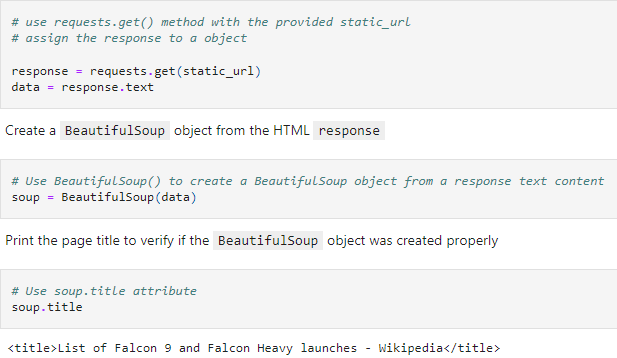 # use requests.get() method with the provided static_url
# assign the response to a object
response = requests.get(static_url)
data = response.text
Create a BeautifulSoup object from the HTML response
# Use BeautifulSoup() to create a BeautifulSoup object from a response text content
soup = BeautifulSoup(data)
Print the page title to verify if the BeautifulSoup object was created properly
# Use soup.title attribute
soup.title
<title>List of Falcon 9 and Falcon Heavy launches - Wikipedia</title>